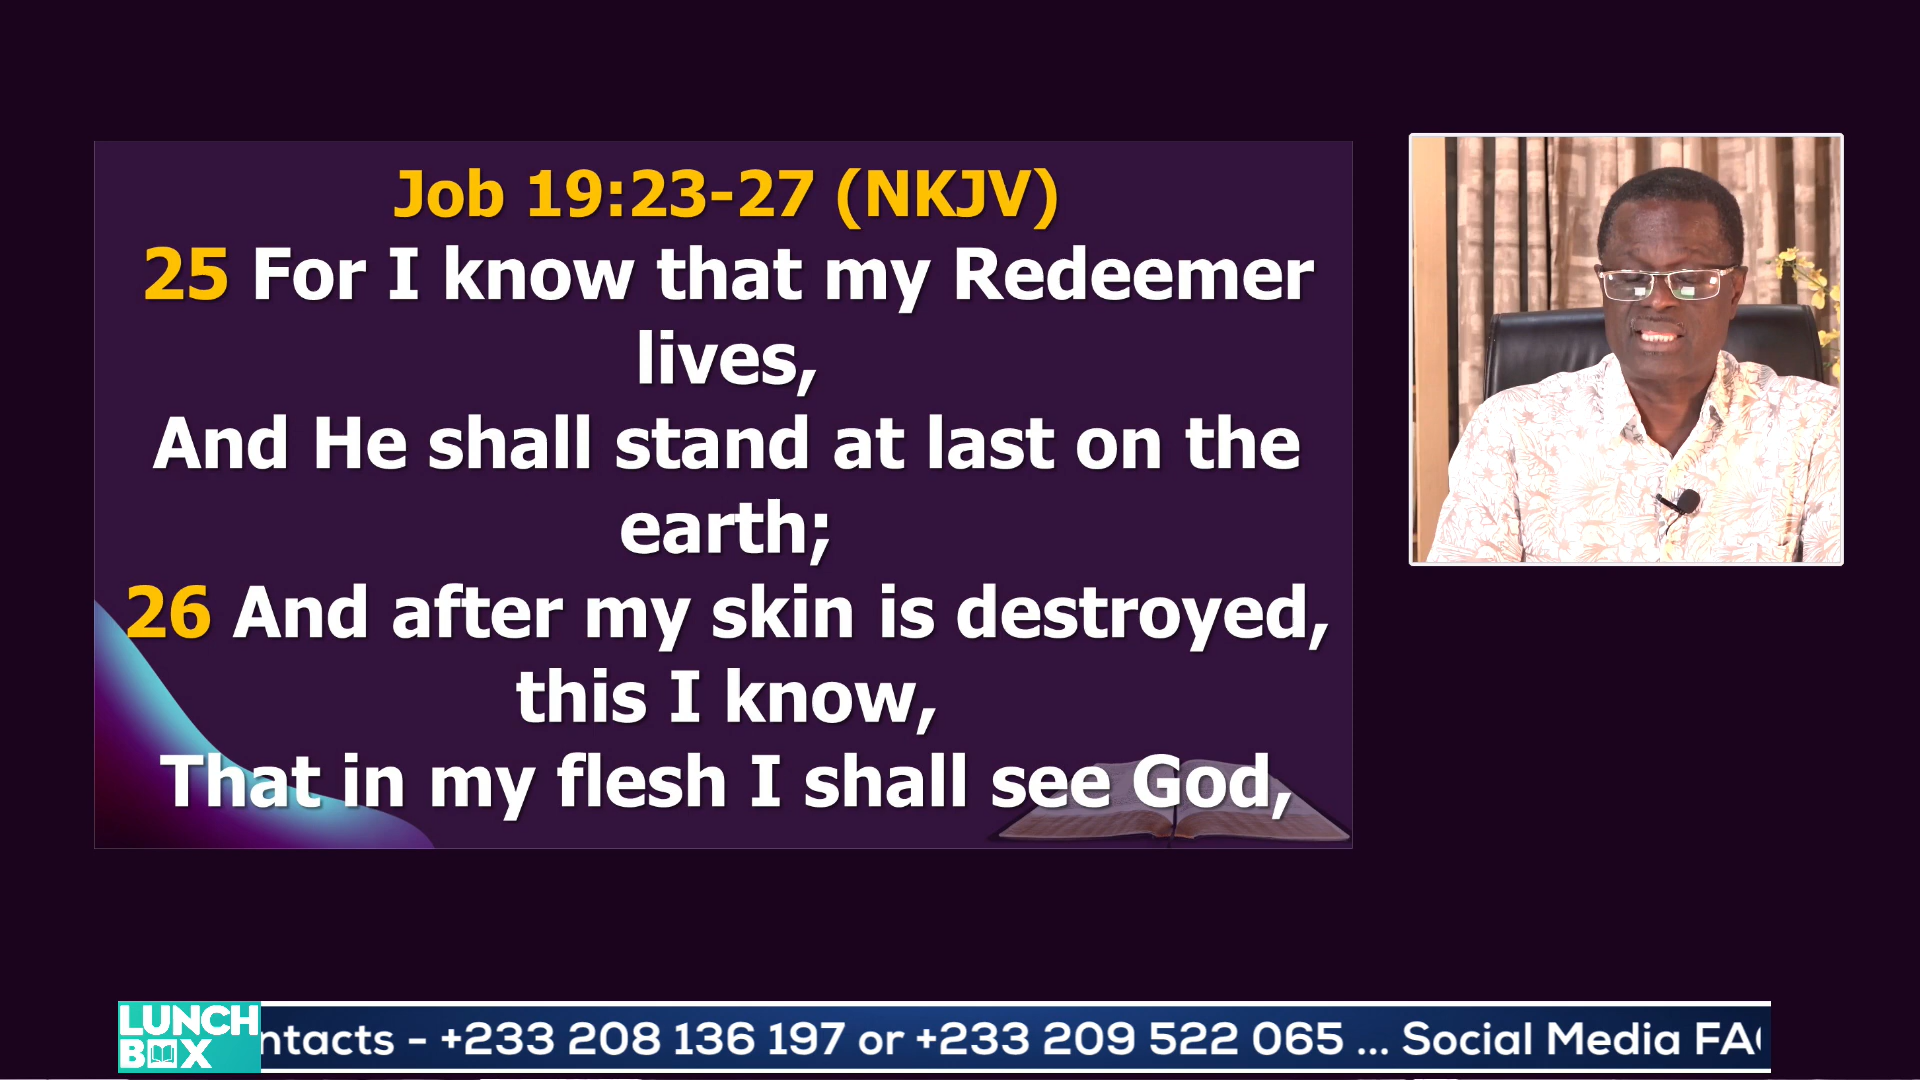 Job 19:23-27 (NKJV)
25 For I know that my Redeemer
lives,
And He shall stand at last on the
earth;
26 And after my skin is destroyed,
this I know,
That in my flesh I shall see God,
LUNCH
BOX
ntacts - +233 208 136 197 or +233 209 522 065 ... Social Media FA